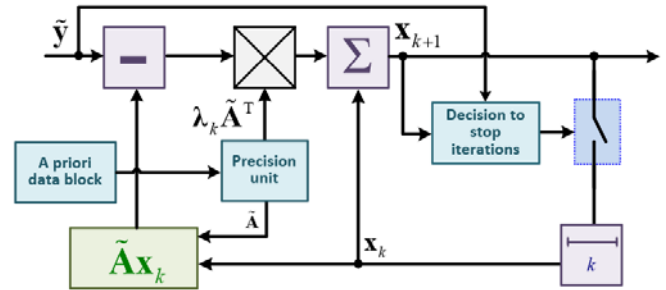 ỹ
−
Σ
x_{k+1}
λ_k Ã^T
Decision to
stop
iterations
A priori
data block
Precision
unit
Ã
Ãx_k
x_k
k